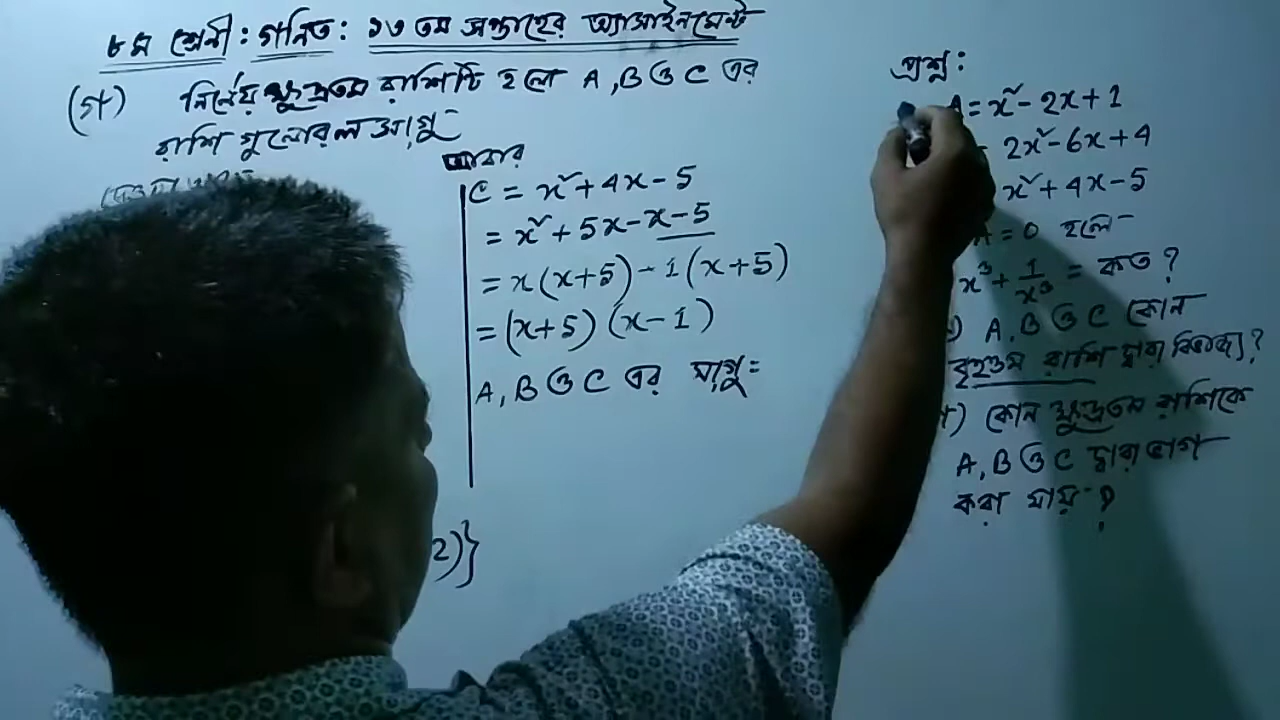 ৮ম শ্রেনী: গনিত: ১৩ তম সপ্তাহের অ্যাসাইনমেন্ট
(গ) নির্নেয় ক্ষুদ্রতম রাশিটি হলো A, B ও C এর
রাশি গুলোর ল সা গু
আবার
C = x² + 4x - 5
= x² + 5x - x - 5
= x(x+5) - 1(x+5)
= (x+5) (x-1)
A, B ও C এর
2)}
প্রশ্ন:
A = x² - 2x + 1
2x² - 6x + 4
x² + 4x - 5
A = 0 হলে
x³ + 1/x³ = কত ?
) A, B ও C কোন
বৃহত্তম রাশি দ্বারা বিভাজ্য ?
) কোন ক্ষুদ্রতম রাশিকে
A, B ও C দ্বারা ভাগ
করা যায় ?